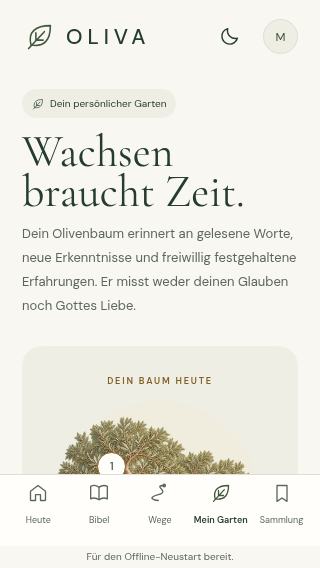 OLIVA
M
Dein persönlicher Garten
Wachsen
braucht Zeit.
Dein Olivenbaum erinnert an gelesene Worte,
neue Erkenntnisse und freiwillig festgehaltene
Erfahrungen. Er misst weder deinen Glauben
noch Gottes Liebe.
DEIN BAUM HEUTE
1
Heute
Bibel
Wege
Mein Garten
Sammlung
Für den Offline-Neustart bereit.